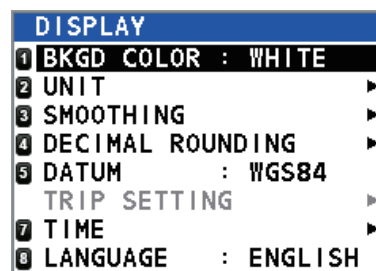 DISPLAY
1 BKGD COLOR : WHITE
2 UNIT
3 SMOOTHING
4 DECIMAL ROUNDING
5 DATUM : WGS84
TRIP SETTING
7 TIME
8 LANGUAGE : ENGLISH